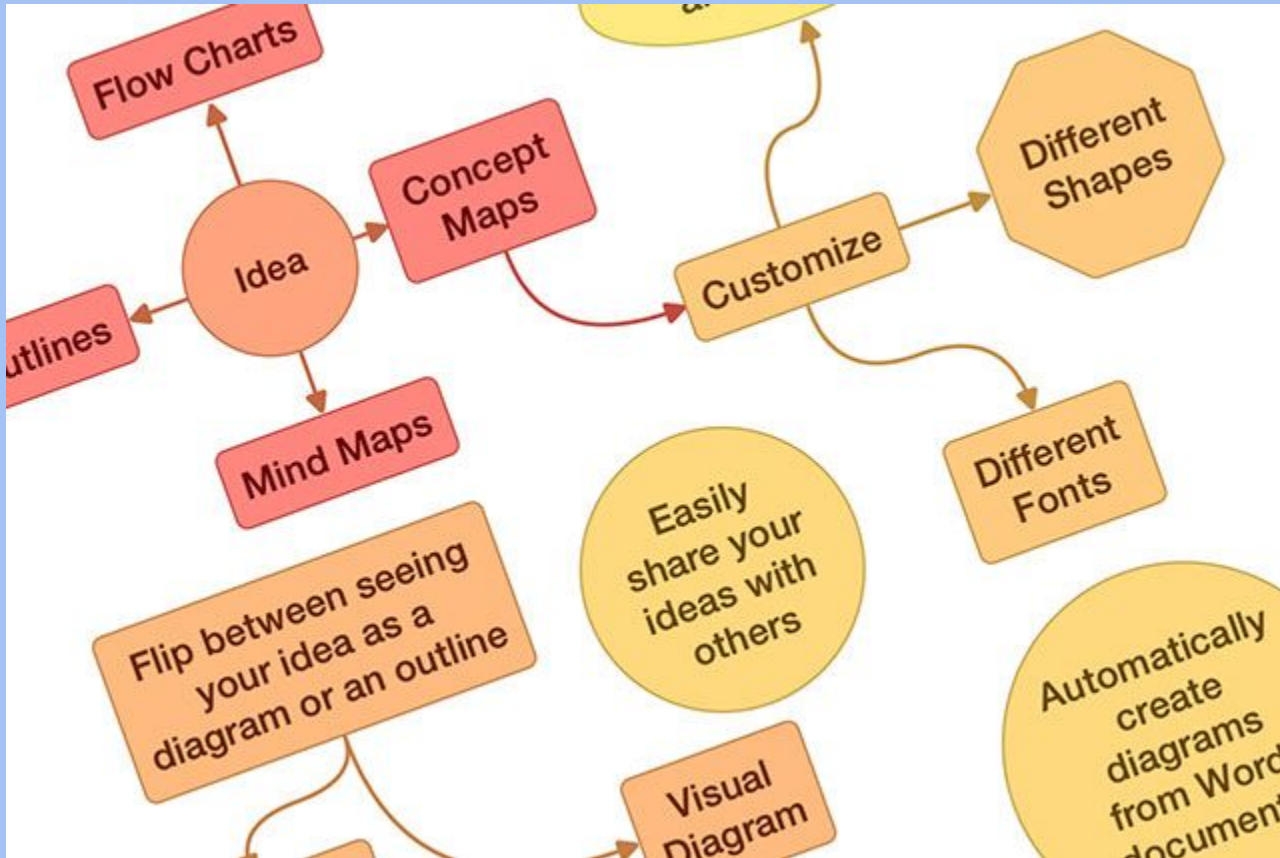 Flow Charts
Concept
Maps
Idea
Mind Maps
Customize
Different
Shapes
Different
Fonts
Easily
share your
ideas with
others
Flip between seeing
your idea as a
diagram or an outline
Visual
Diagram
Automatically
create
diagrams
from Word